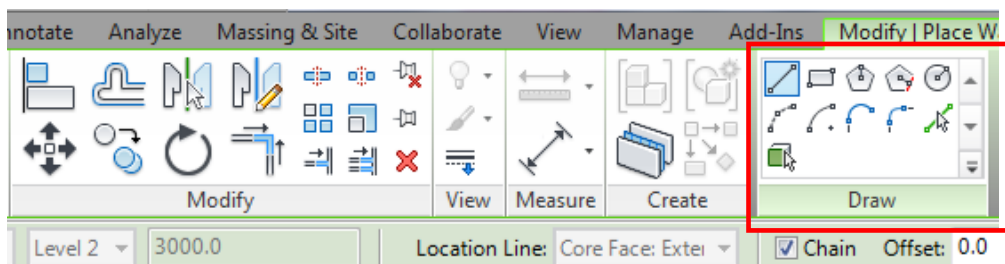 nnotate Analyze Massing & Site Collaborate View Manage Add-Ins Modify | Place Wa
Modify View Measure Create Draw
Level 2 3000.0 Location Line: Core Face: Exter Chain Offset: 0.0